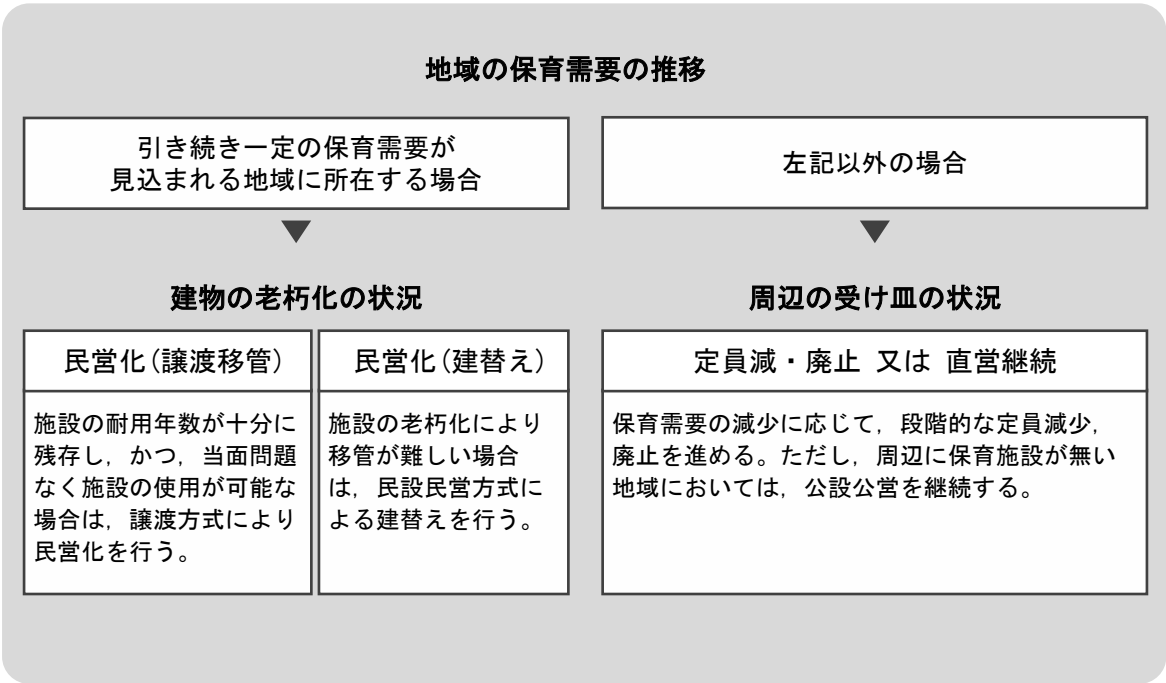 地域の保育需要の推移
引き続き一定の保育需要が
見込まれる地域に所在する場合
左記以外の場合
建物の老朽化の状況
民営化(譲渡移管)
施設の耐用年数が十分に
残存し，かつ，当面問題
なく施設の使用が可能な
場合は，譲渡方式により
民営化を行う。
民営化(建替え)
施設の老朽化により
移管が難しい場合
は，民設民営方式に
よる建替えを行う。
周辺の受け皿の状況
定員減・廃止 又は 直営継続
保育需要の減少に応じて，段階的な定員減少，
廃止を進める。ただし，周辺に保育施設が無い
地域においては，公設公営を継続する。